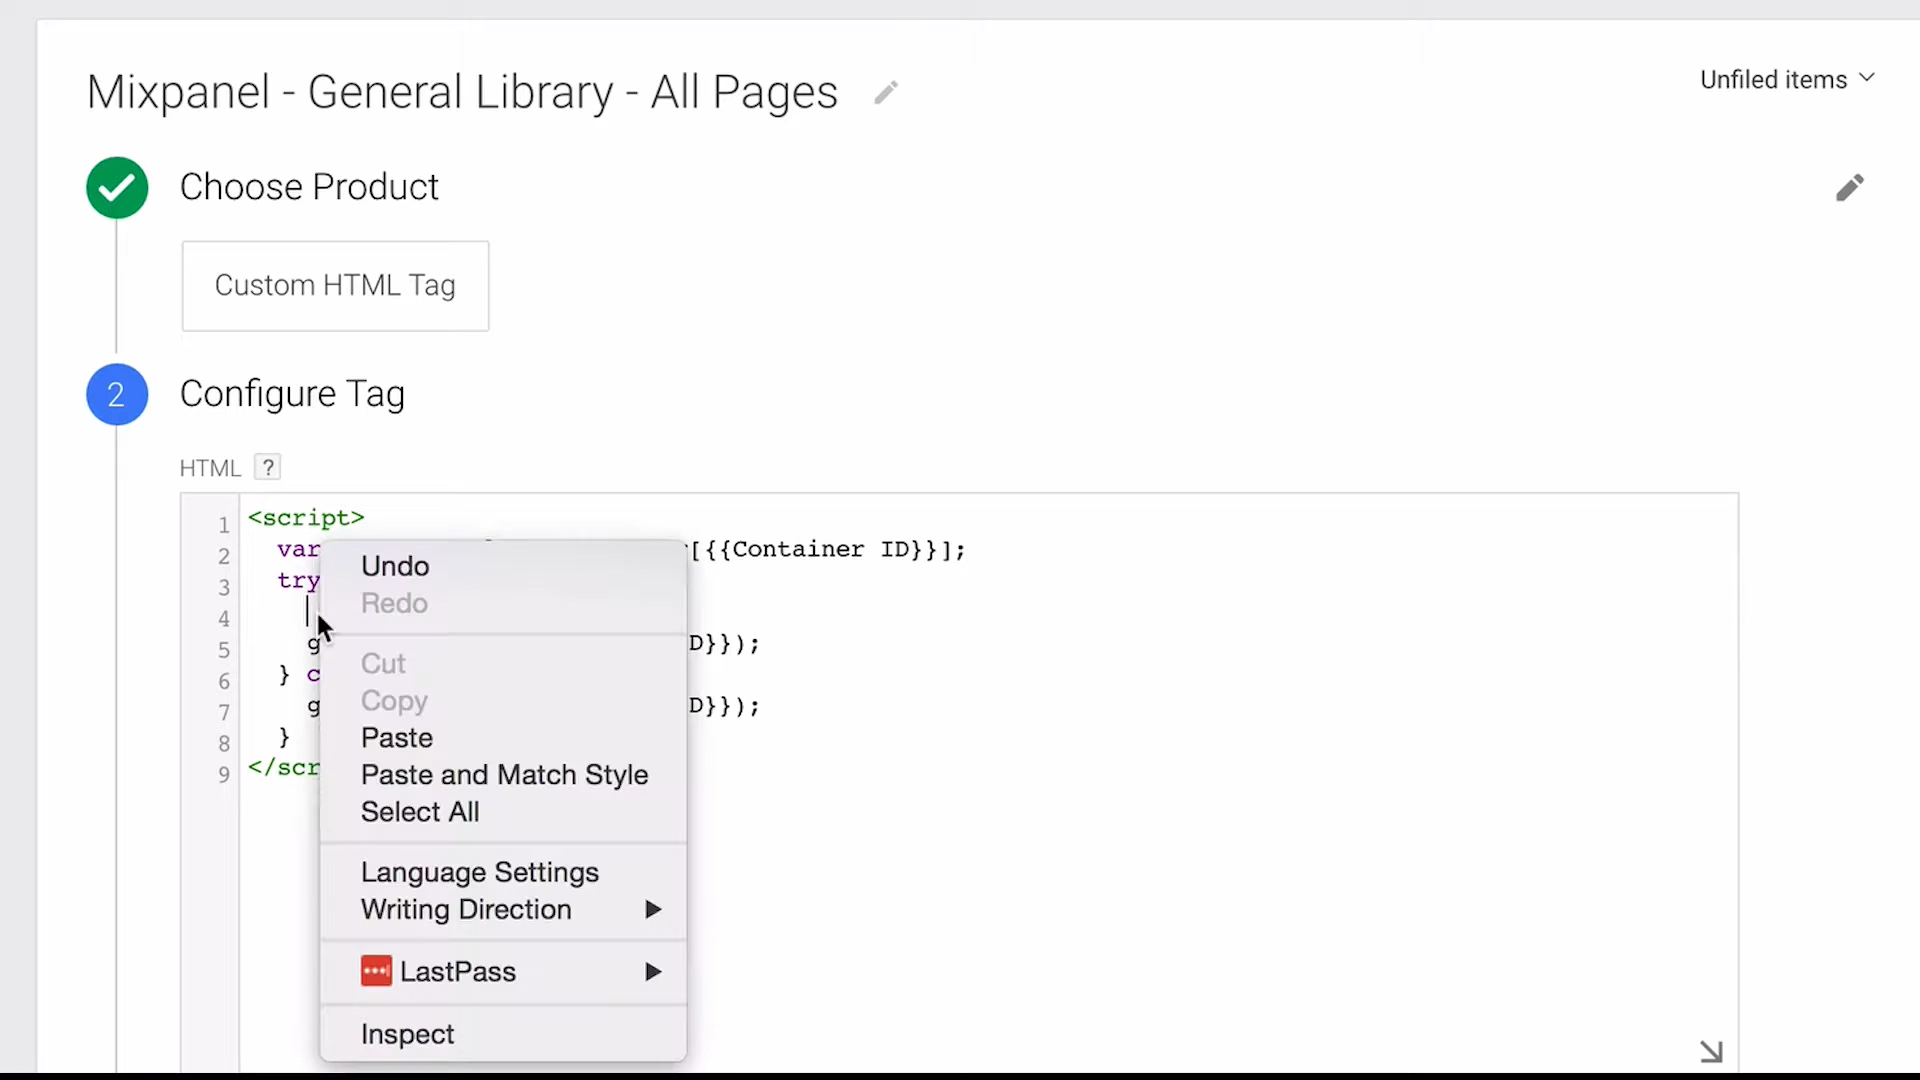 Mixpanel - General Library - All Pages
Unfiled items
Choose Product
Custom HTML Tag
2
Configure Tag
HTML ?
1 <script>
2 var [{{Container ID}}];
3 try
4
5 g D}});
6 } c
7 g D}});
8 }
9 </scr
Undo
Redo
Cut
Copy
Paste
Paste and Match Style
Select All
Language Settings
Writing Direction
LastPass
Inspect